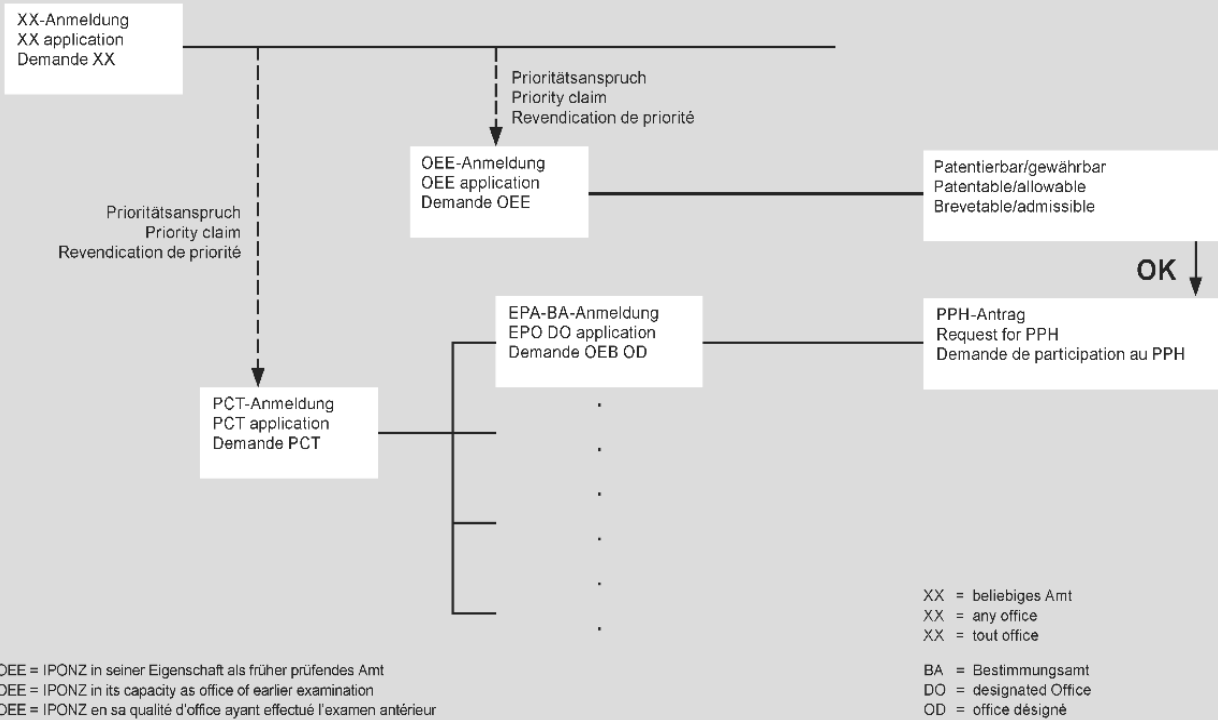 XX-Anmeldung
XX application
Demande XX
Prioritätsanspruch
Priority claim
Revendication de priorité
OEE-Anmeldung
OEE application
Demande OEE
Patentierbar/gewährbar
Patentable/allowable
Brevetable/admissible
Prioritätsanspruch
Priority claim
Revendication de priorité
OK
EPA-BA-Anmeldung
EPO DO application
Demande OEB OD
PPH-Antrag
Request for PPH
Demande de participation au PPH
PCT-Anmeldung
PCT application
Demande PCT
XX = beliebiges Amt
XX = any office
XX = tout office
OEE = IPONZ in seiner Eigenschaft als früher prüfendes Amt
OEE = IPONZ in its capacity as office of earlier examination
OEE = IPONZ en sa qualité d'office ayant effectué l'examen antérieur
BA = Bestimmungsamt
DO = designated Office
OD = office désigné